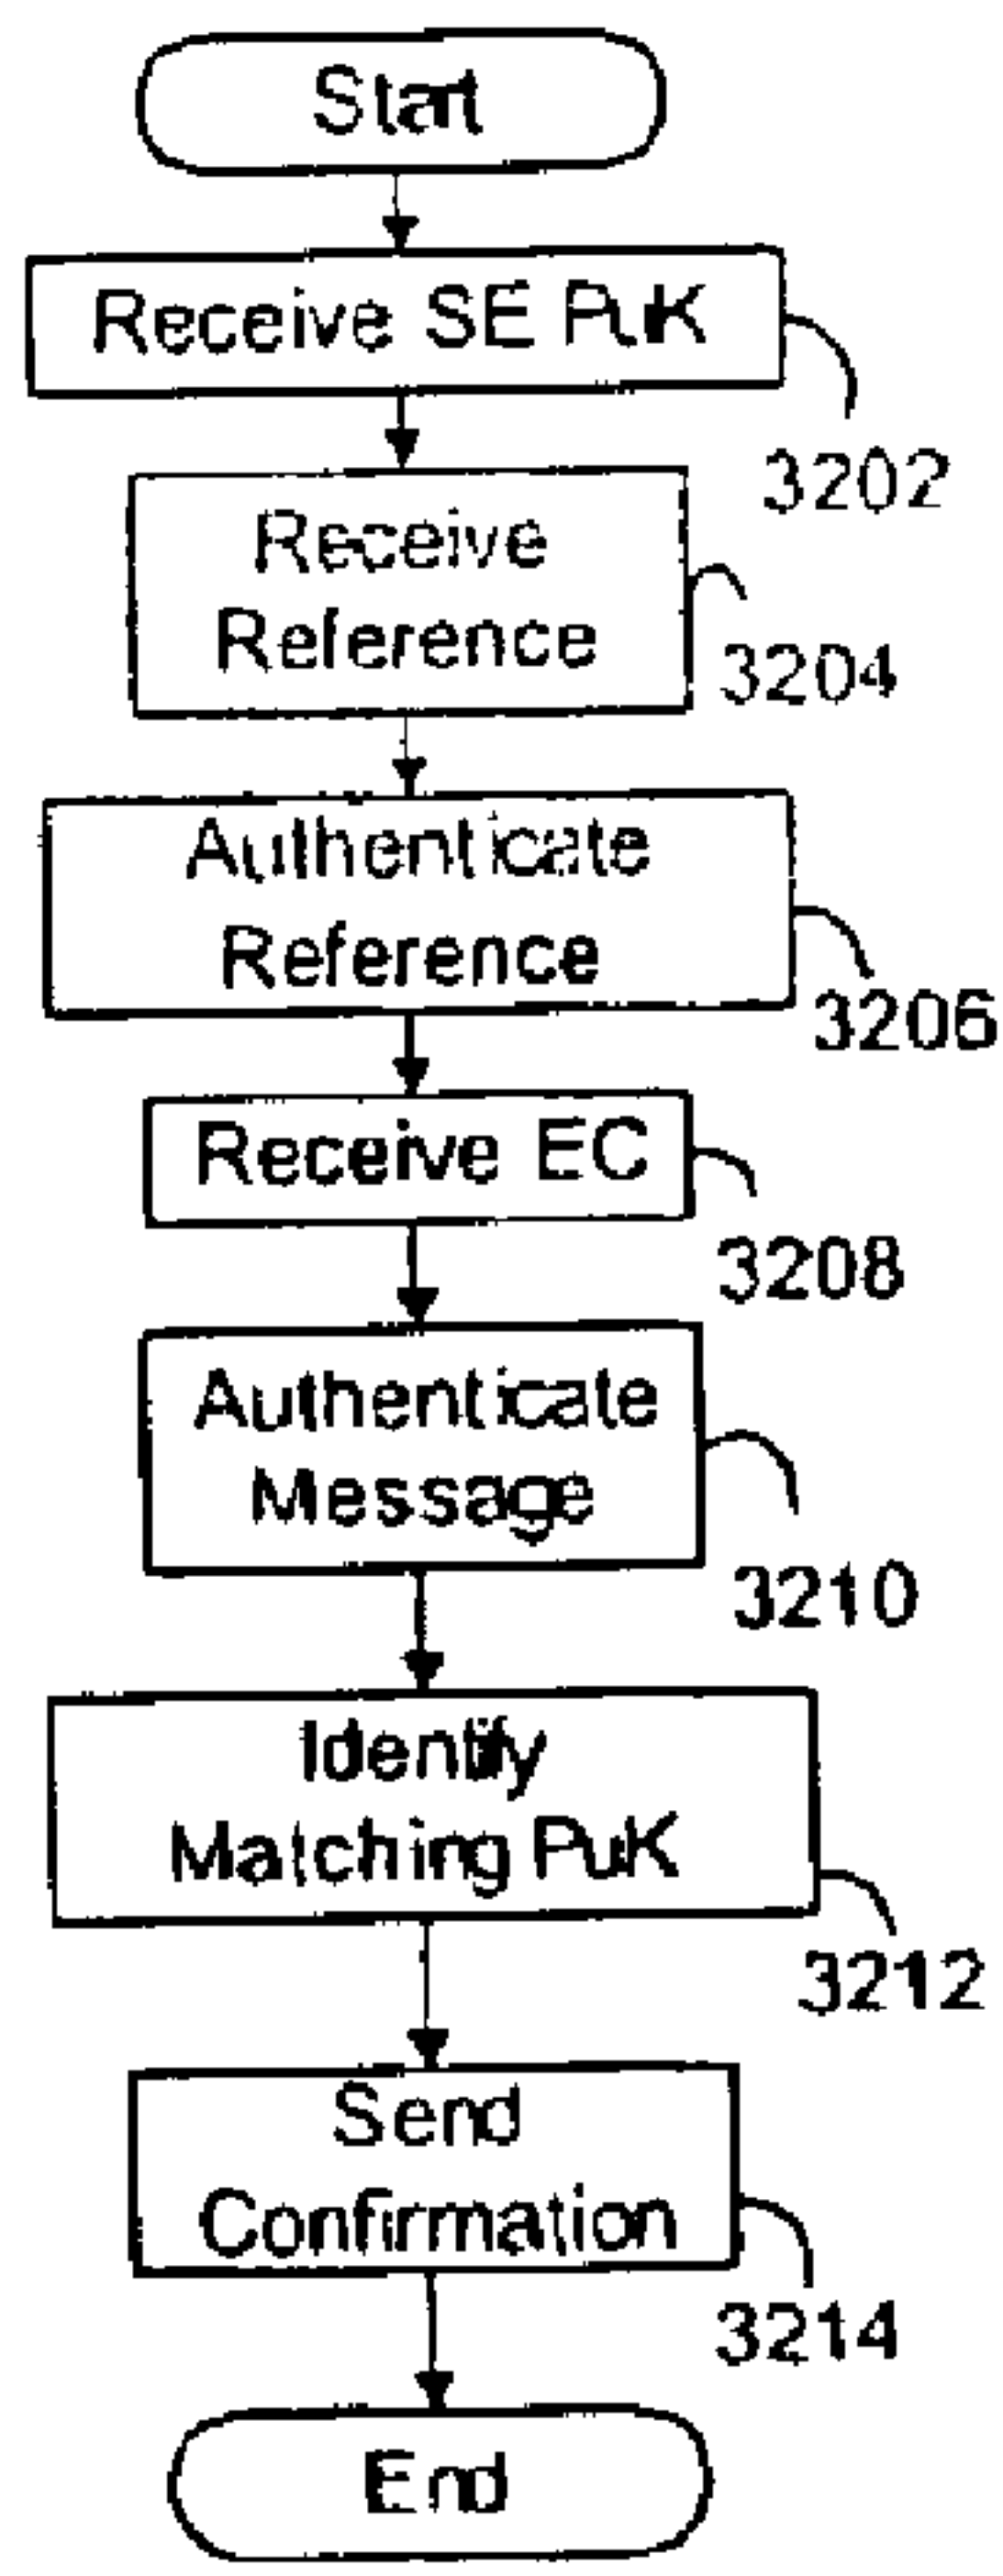 Start
Receive SE PuK
3202
Receive
Reference
3204
Authenticate
Reference
3206
Receive EC
3208
Authenticate
Message
3210
Identify
Matching PuK
3212
Send
Confirmation
3214
End